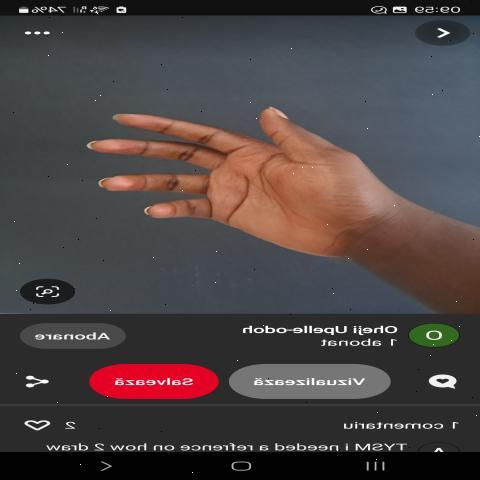 09:59
74%
Oheji Upelle-odoh
1 abonat
Abonare
Vizualizează
Salvează
1 comentariu
2
TYSM i needed a refrence on how 2 draw